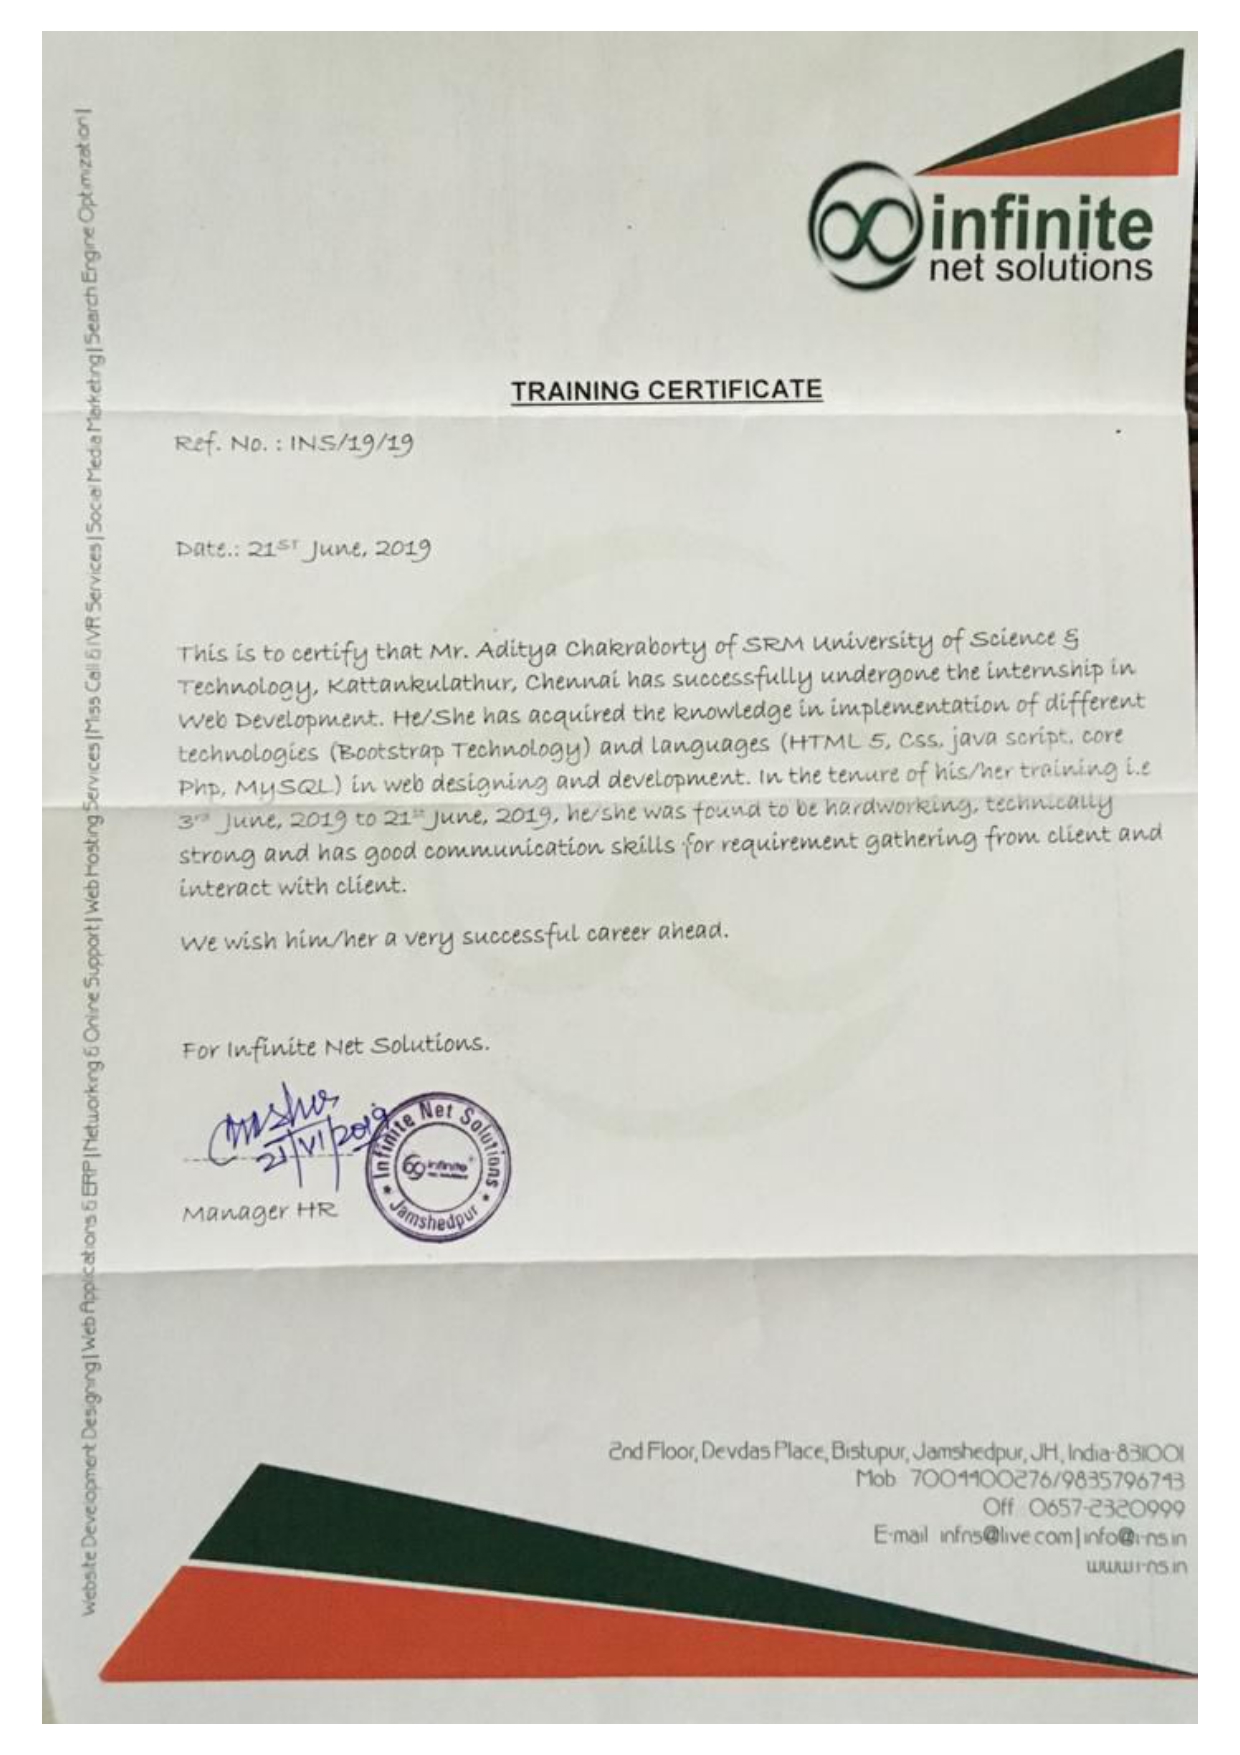 infinite
net solutions
TRAINING CERTIFICATE
Ref. No. : INS/19/19
Date.: 21ST June, 2019
This is to certify that Mr. Aditya Chakraborty of SRM University of Science &
Technology, Kattankulathur, Chennai has successfully undergone the internship in
Web Development. He/She has acquired the knowledge in implementation of different
technologies (Bootstrap Technology) and languages (HTML 5, Css, java script, core
Php, MySQL) in web designing and development. In the tenure of his/her training i.e
3rd June, 2019 to 21st June, 2019, he/she was found to be hardworking, technically
strong and has good communication skills for requirement gathering from client and
interact with client.
We wish him/her a very successful career ahead.
For Infinite Net Solutions.
21/VI/2019
Infinite Net Solutions
infinite
Jamshedpur
Manager HR
2nd Floor, Devdas Place, Bistupur, Jamshedpur, JH, India-831001
Mob 7004400276/9835796743
Off 0657-2320999
E-mail infns@live.com | info@i-ns.in
www.i-ns.in
Website Development Designing | Web Applications & ERP | Networking & Online Support | Web Hosting Services | Miss Call & IVR Services | Social Media Marketing | Search Engine Optimization |